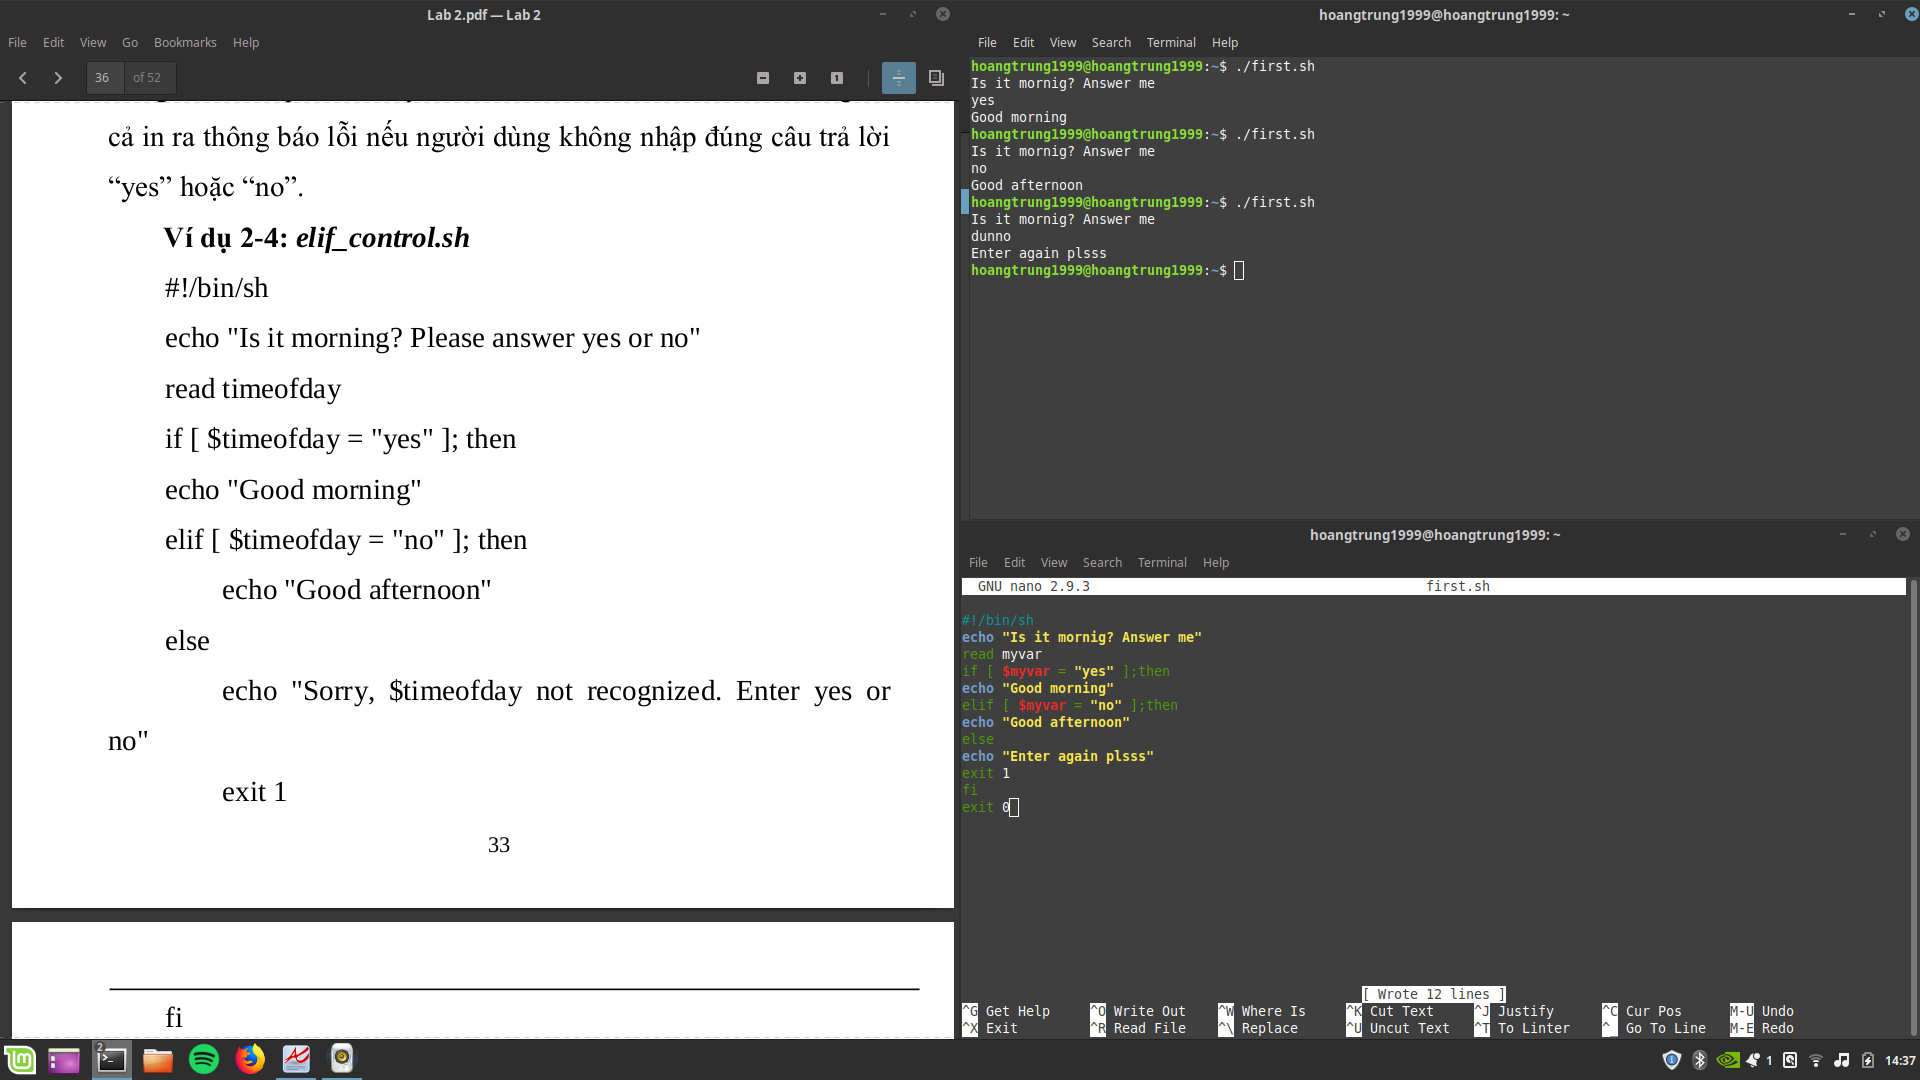 Lab 2.pdf — Lab 2
File Edit View Go Bookmarks Help
36 of 52
cả in ra thông báo lỗi nếu người dùng không nhập đúng câu trả lời
“yes” hoặc “no”.
Ví dụ 2-4: elif_control.sh
#!/bin/sh
echo "Is it morning? Please answer yes or no"
read timeofday
if [ $timeofday = "yes" ]; then
echo "Good morning"
elif [ $timeofday = "no" ]; then
echo "Good afternoon"
else
echo "Sorry, $timeofday not recognized. Enter yes or
no"
exit 1
33
fi
hoangtrung1999@hoangtrung1999: ~
File Edit View Search Terminal Help
hoangtrung1999@hoangtrung1999:~$ ./first.sh
Is it mornig? Answer me
yes
Good morning
hoangtrung1999@hoangtrung1999:~$ ./first.sh
Is it mornig? Answer me
no
Good afternoon
hoangtrung1999@hoangtrung1999:~$ ./first.sh
Is it mornig? Answer me
dunno
Enter again plsss
hoangtrung1999@hoangtrung1999:~$
hoangtrung1999@hoangtrung1999: ~
File Edit View Search Terminal Help
GNU nano 2.9.3 first.sh
#!/bin/sh
echo "Is it mornig? Answer me"
read myvar
if [ $myvar = "yes" ];then
echo "Good morning"
elif [ $myvar = "no" ];then
echo "Good afternoon"
else
echo "Enter again plsss"
exit 1
fi
exit 0
[ Wrote 12 lines ]
^G Get Help ^O Write Out ^W Where Is ^K Cut Text ^J Justify ^C Cur Pos M-U Undo
^X Exit ^R Read File ^\ Replace ^U Uncut Text ^T To Linter ^_ Go To Line M-E Redo
2
1 14:37